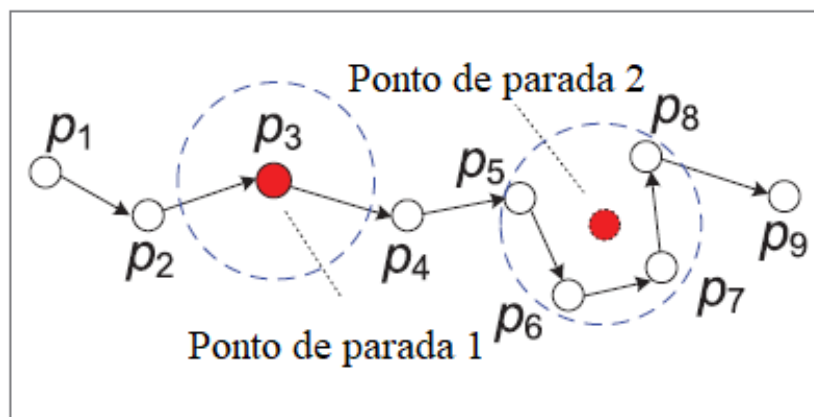 Ponto de parada 2
p1
p2
p3
p4
p5
p6
p7
p8
p9
Ponto de parada 1